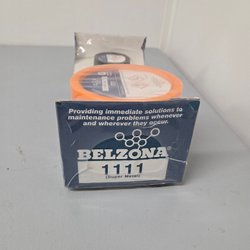 Providing immediate solutions to
maintenance problems whenever
and wherever they occur.
BELZONA®
1111
(Super Metal)